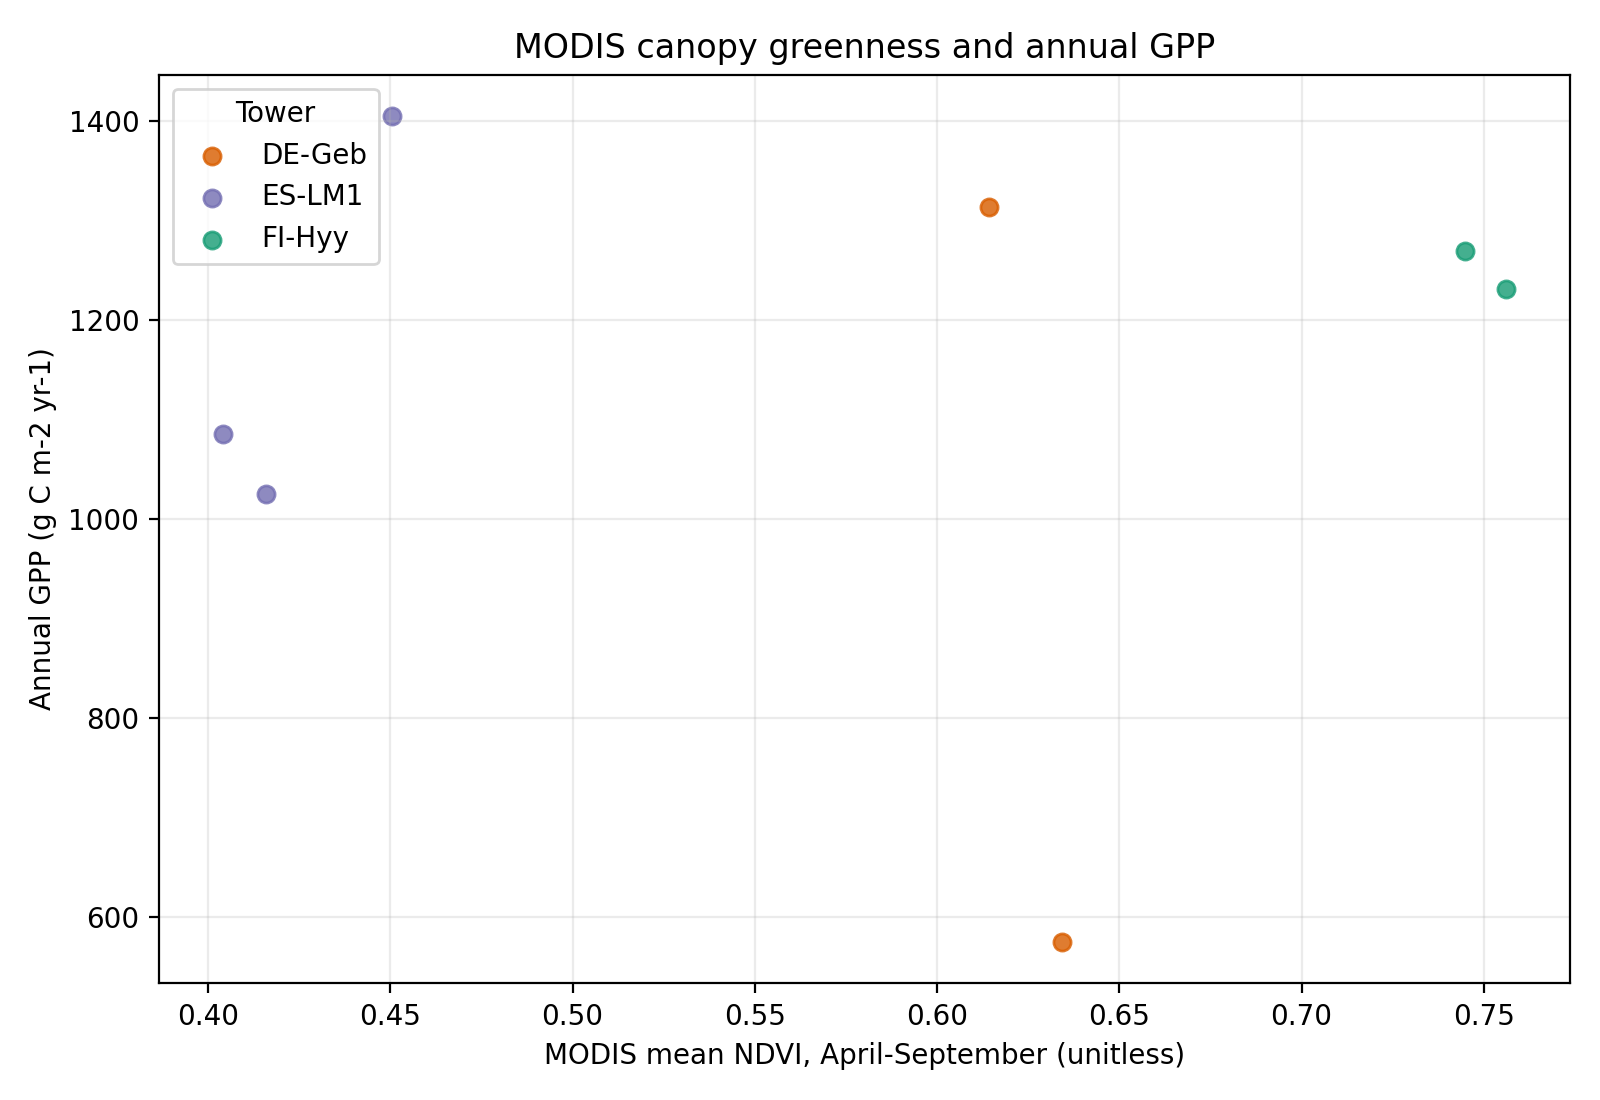 MODIS canopy greenness and annual GPP
Tower
DE-Geb
ES-LM1
FI-Hyy
1400
1200
1000
800
600
Annual GPP (g C m-2 yr-1)
0.40 0.45 0.50 0.55 0.60 0.65 0.70 0.75
MODIS mean NDVI, April-September (unitless)